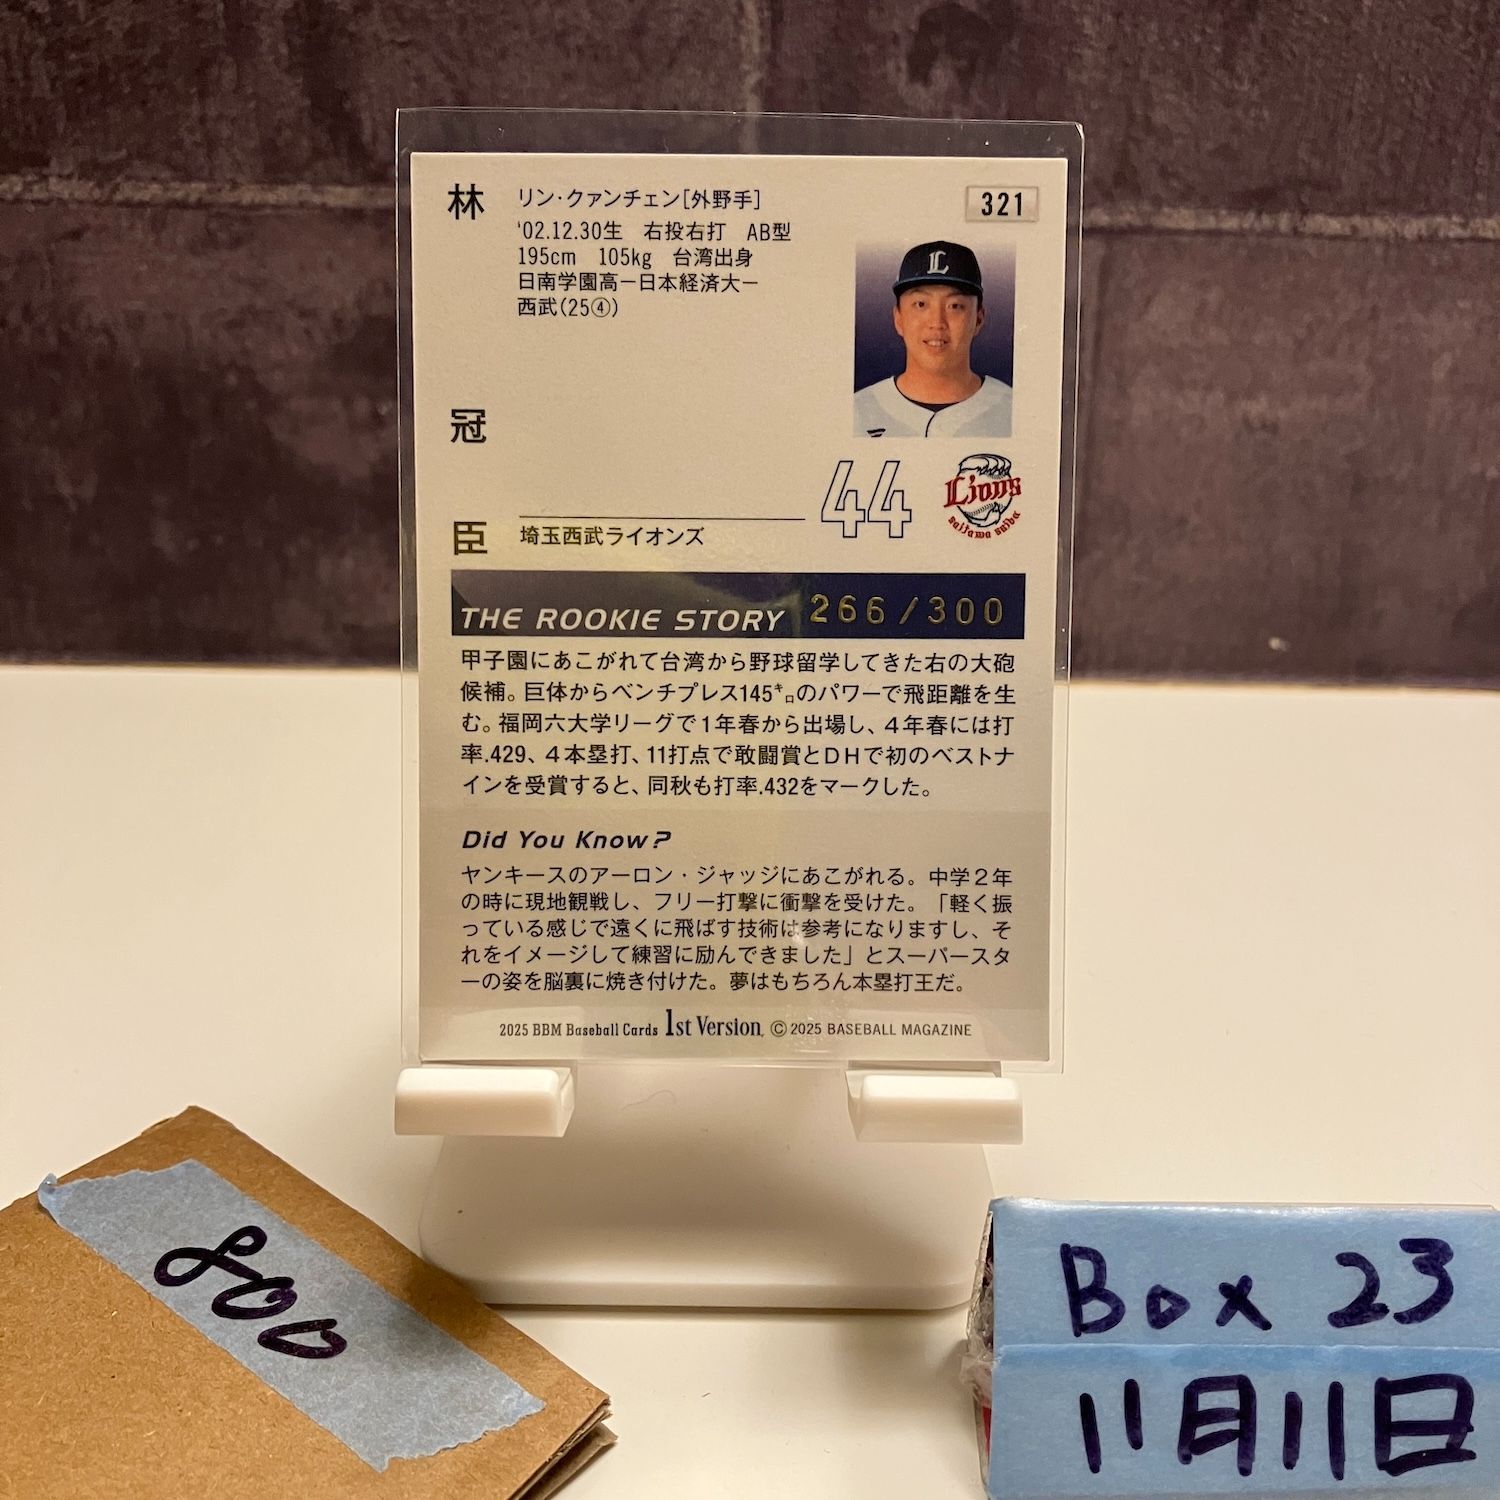 林
冠
臣
リン・クァンチェン[外野手]
'02.12.30生 右投右打 AB型
195cm 105kg 台湾出身
日南学園高ー日本経済大ー
西武(25④)
321
L
44
Lions
saitama seibu
埼玉西武ライオンズ
THE ROOKIE STORY 266/300
甲子園にあこがれて台湾から野球留学してきた右の大砲
候補。巨体からベンチプレス145㌔のパワーで飛距離を生
む。福岡六大学リーグで1年春から出場し、4年春には打
率.429、4本塁打、11打点で敢闘賞とDHで初のベストナ
インを受賞すると、同秋も打率.432をマークした。
Did You Know?
ヤンキースのアーロン・ジャッジにあこがれる。中学2年
の時に現地観戦し、フリー打撃に衝撃を受けた。「軽く振
っている感じで遠くに飛ばす技術は参考になりますし、そ
れをイメージして練習に励んできました」とスーパースタ
ーの姿を脳裏に焼き付けた。夢はもちろん本塁打王だ。
2025 BBM Baseball Cards 1st Version, © 2025 BASEBALL MAGAZINE
800
Box 23
11月11日